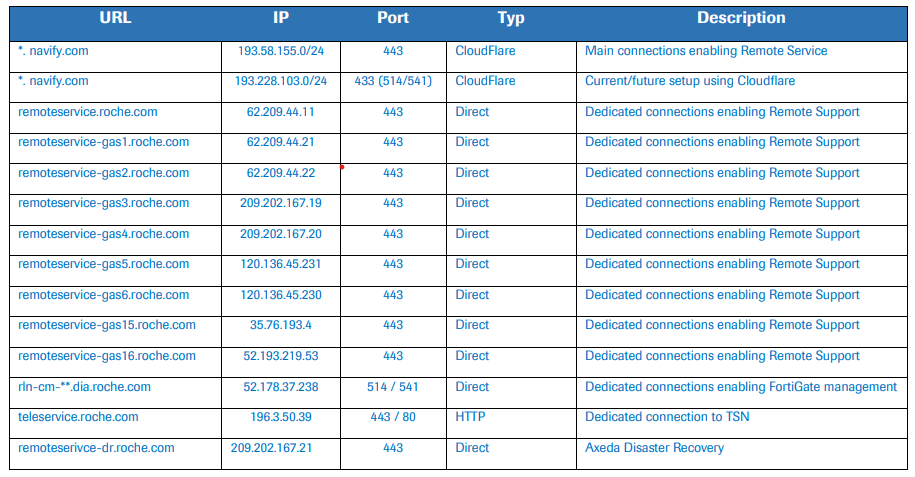 URL IP Port Typ Description
*. navify.com 193.58.155.0/24 443 CloudFlare Main connections enabling Remote Service
*. navify.com 193.228.103.0/24 433 (514/541) CloudFlare Current/future setup using Cloudflare
remoteservice.roche.com 62.209.44.11 443 Direct Dedicated connections enabling Remote Support
remoteservice-gas1.roche.com 62.209.44.21 443 Direct Dedicated connections enabling Remote Support
remoteservice-gas2.roche.com 62.209.44.22 443 Direct Dedicated connections enabling Remote Support
remoteservice-gas3.roche.com 209.202.167.19 443 Direct Dedicated connections enabling Remote Support
remoteservice-gas4.roche.com 209.202.167.20 443 Direct Dedicated connections enabling Remote Support
remoteservice-gas5.roche.com 120.136.45.231 443 Direct Dedicated connections enabling Remote Support
remoteservice-gas6.roche.com 120.136.45.230 443 Direct Dedicated connections enabling Remote Support
remoteservice-gas15.roche.com 35.76.193.4 443 Direct Dedicated connections enabling Remote Support
remoteservice-gas16.roche.com 52.193.219.53 443 Direct Dedicated connections enabling Remote Support
rln-cm-**.dia.roche.com 52.178.37.238 514 / 541 Direct Dedicated connections enabling FortiGate management
teleservice.roche.com 196.3.50.39 443 / 80 HTTP Dedicated connection to TSN
remoteserivce-dr.roche.com 209.202.167.21 443 Direct Axeda Disaster Recovery